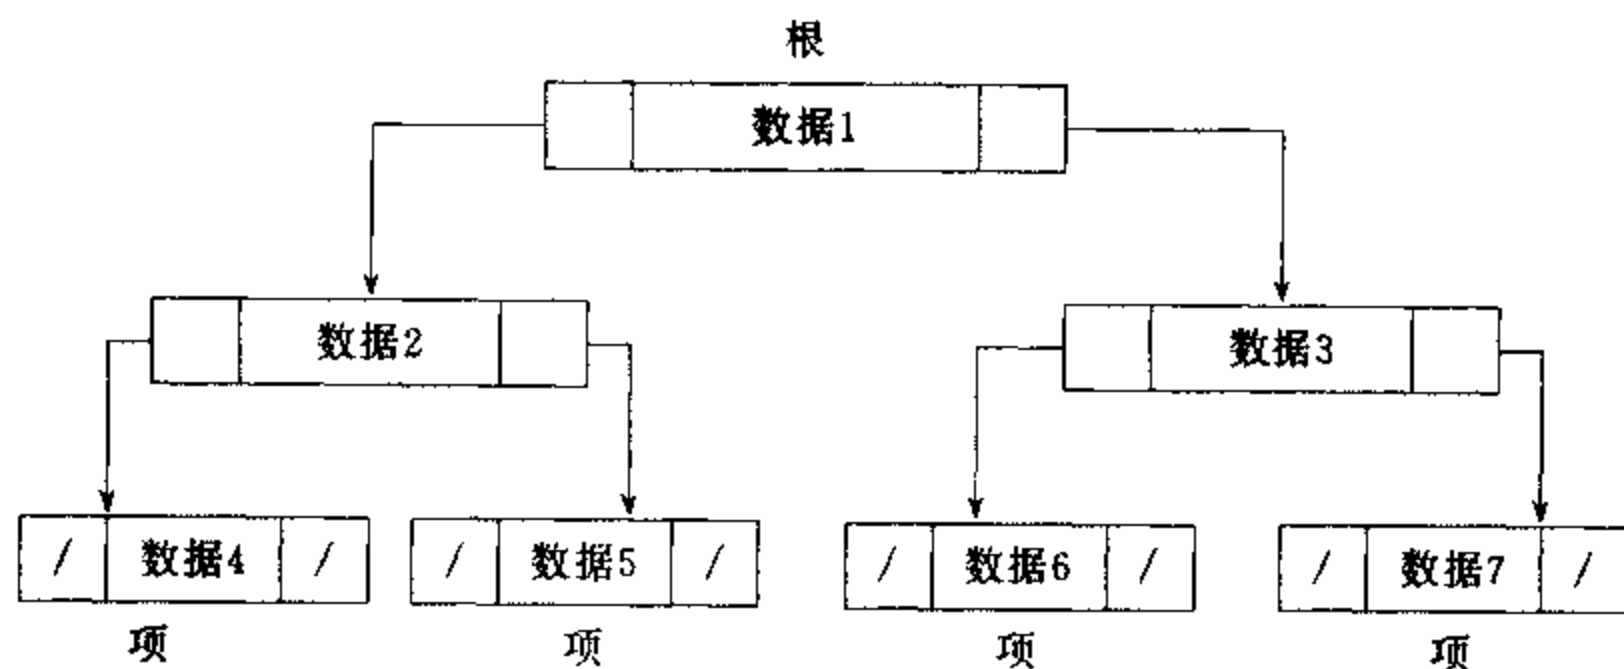 根
数据1
数据2
数据3
/ 数据4 /
/ 数据5 /
/ 数据6 /
/ 数据7 /
项
项
项
项